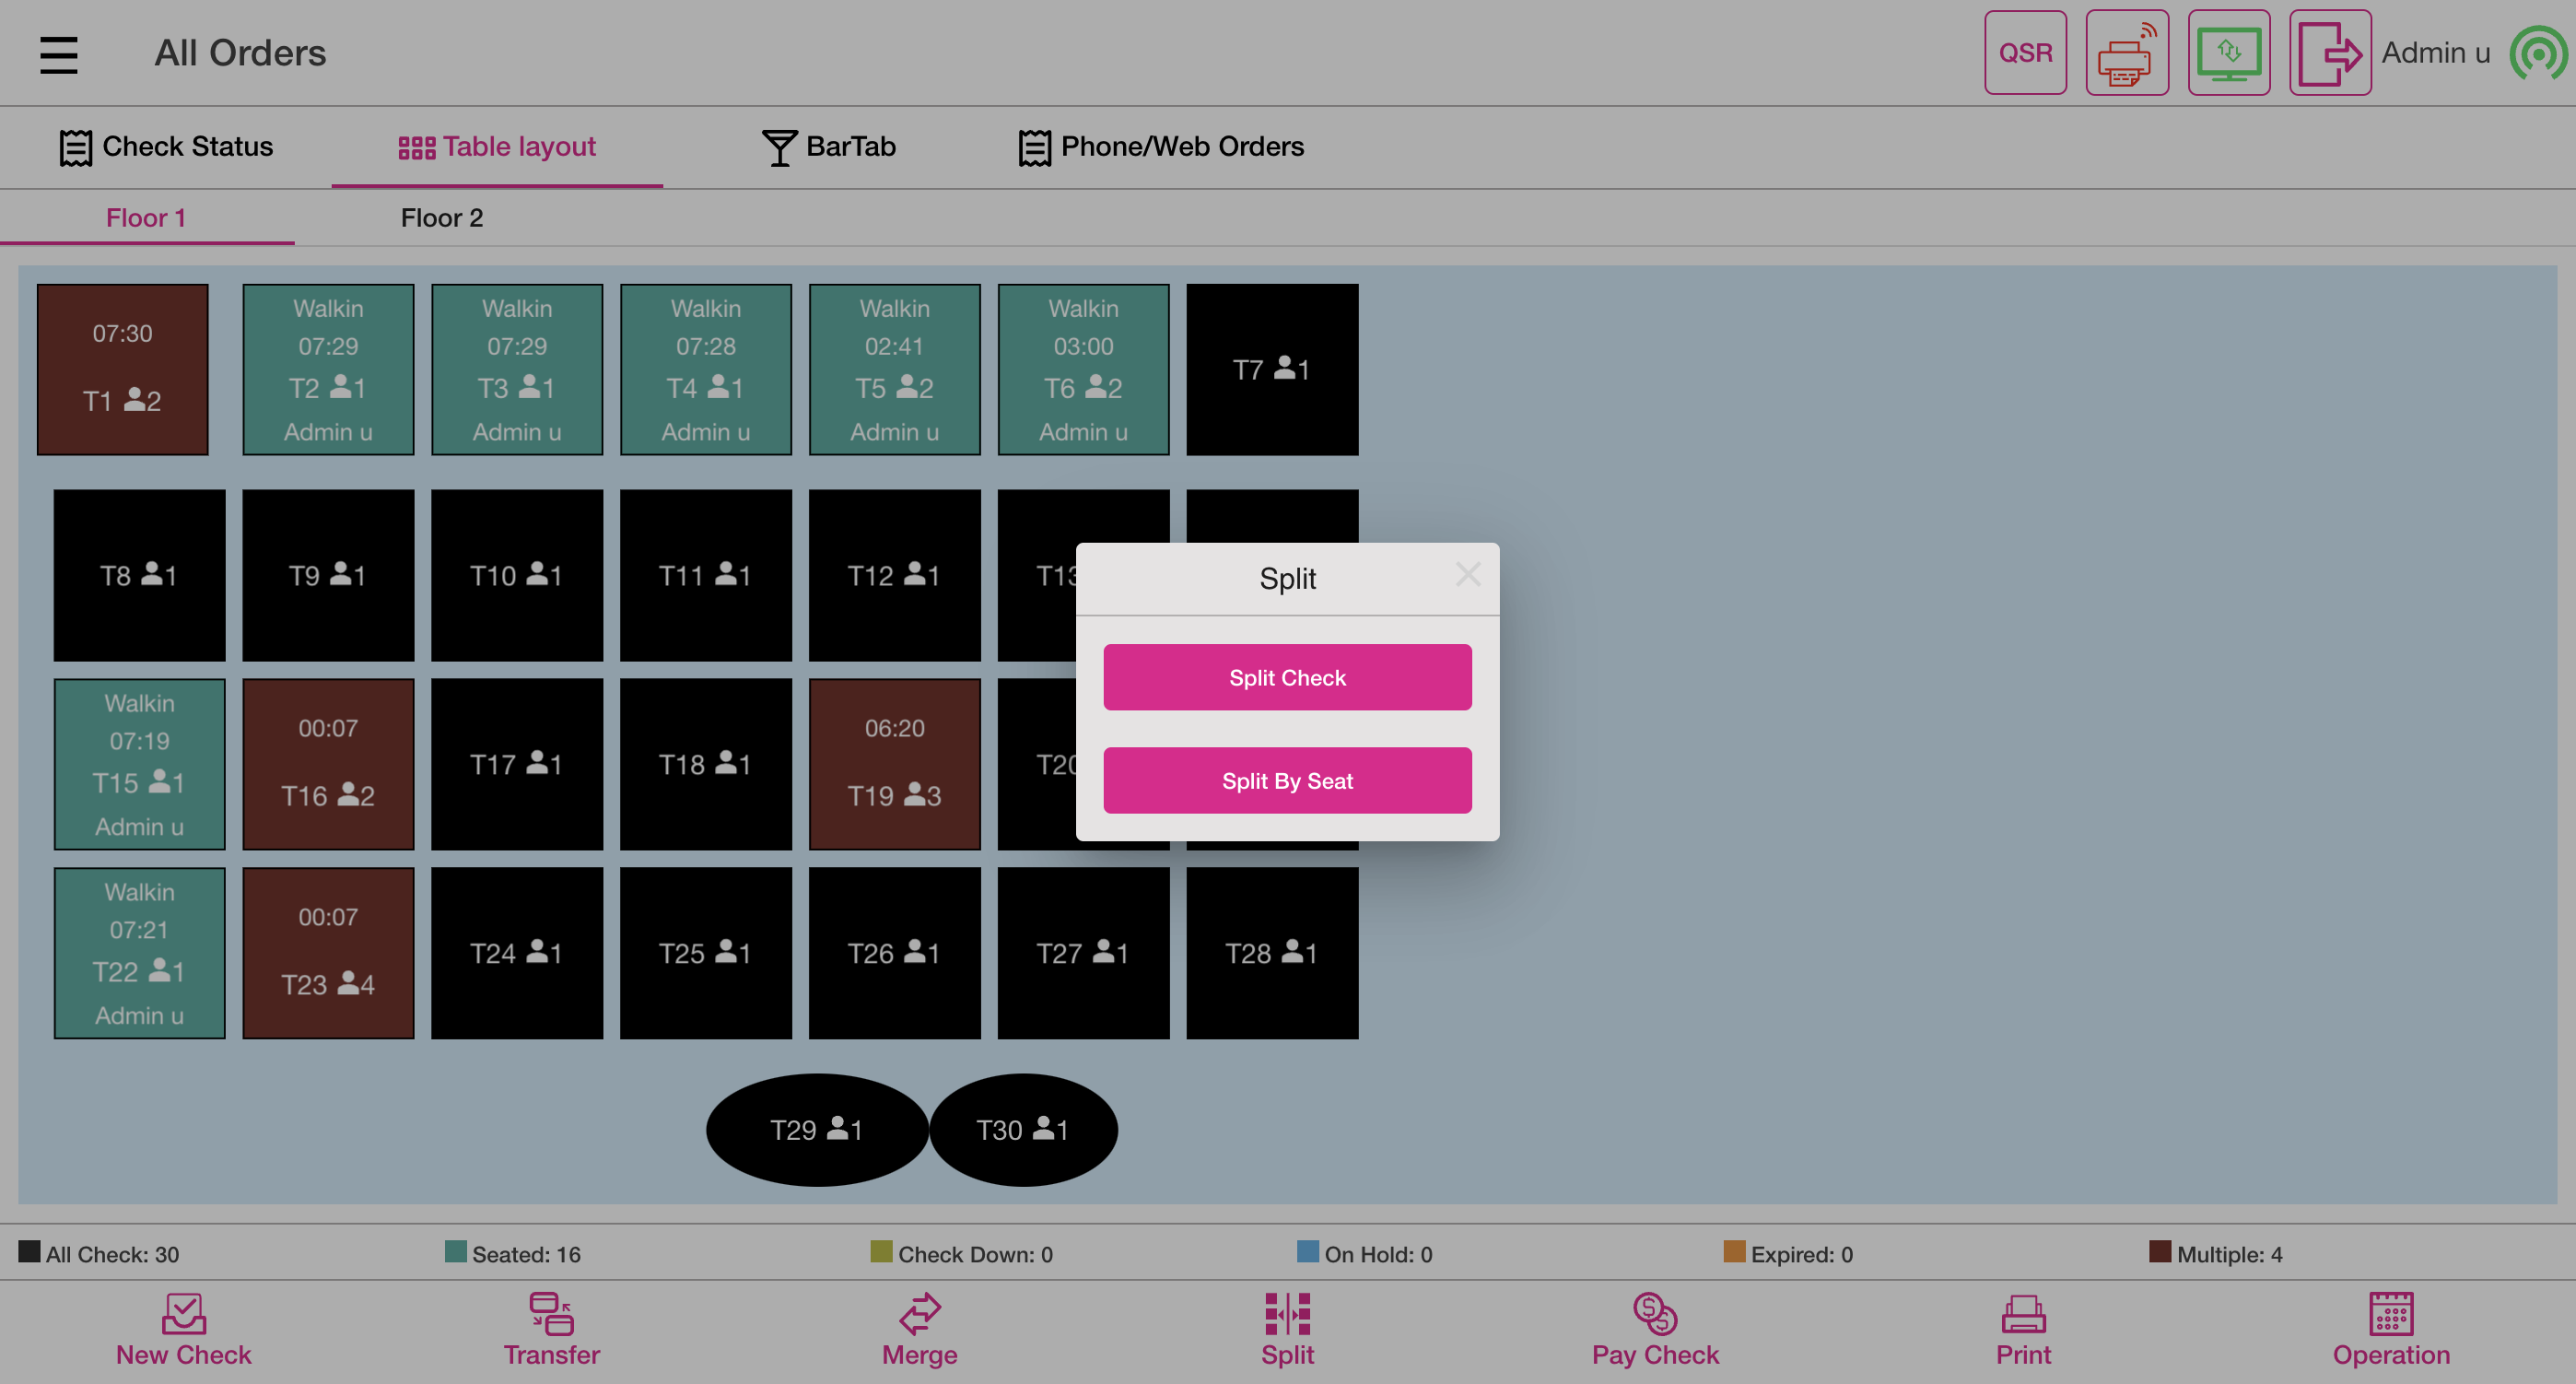 All Orders
QSR
Admin u
Check Status
Table layout
BarTab
Phone/Web Orders
Floor 1
Floor 2
07:30
T1 2
Walkin
07:29
T2 1
Admin u
Walkin
07:29
T3 1
Admin u
Walkin
07:28
T4 1
Admin u
Walkin
02:41
T5 2
Admin u
Walkin
03:00
T6 2
Admin u
T7 1
T8 1
T9 1
T10 1
T11 1
T12 1
T13
Split
Split Check
Split By Seat
Walkin
07:19
T15 1
Admin u
00:07
T16 2
T17 1
T18 1
06:20
T19 3
T20
Walkin
07:21
T22 1
Admin u
00:07
T23 4
T24 1
T25 1
T26 1
T27 1
T28 1
T29 1
T30 1
All Check: 30
Seated: 16
Check Down: 0
On Hold: 0
Expired: 0
Multiple: 4
New Check
Transfer
Merge
Split
Pay Check
Print
Operation